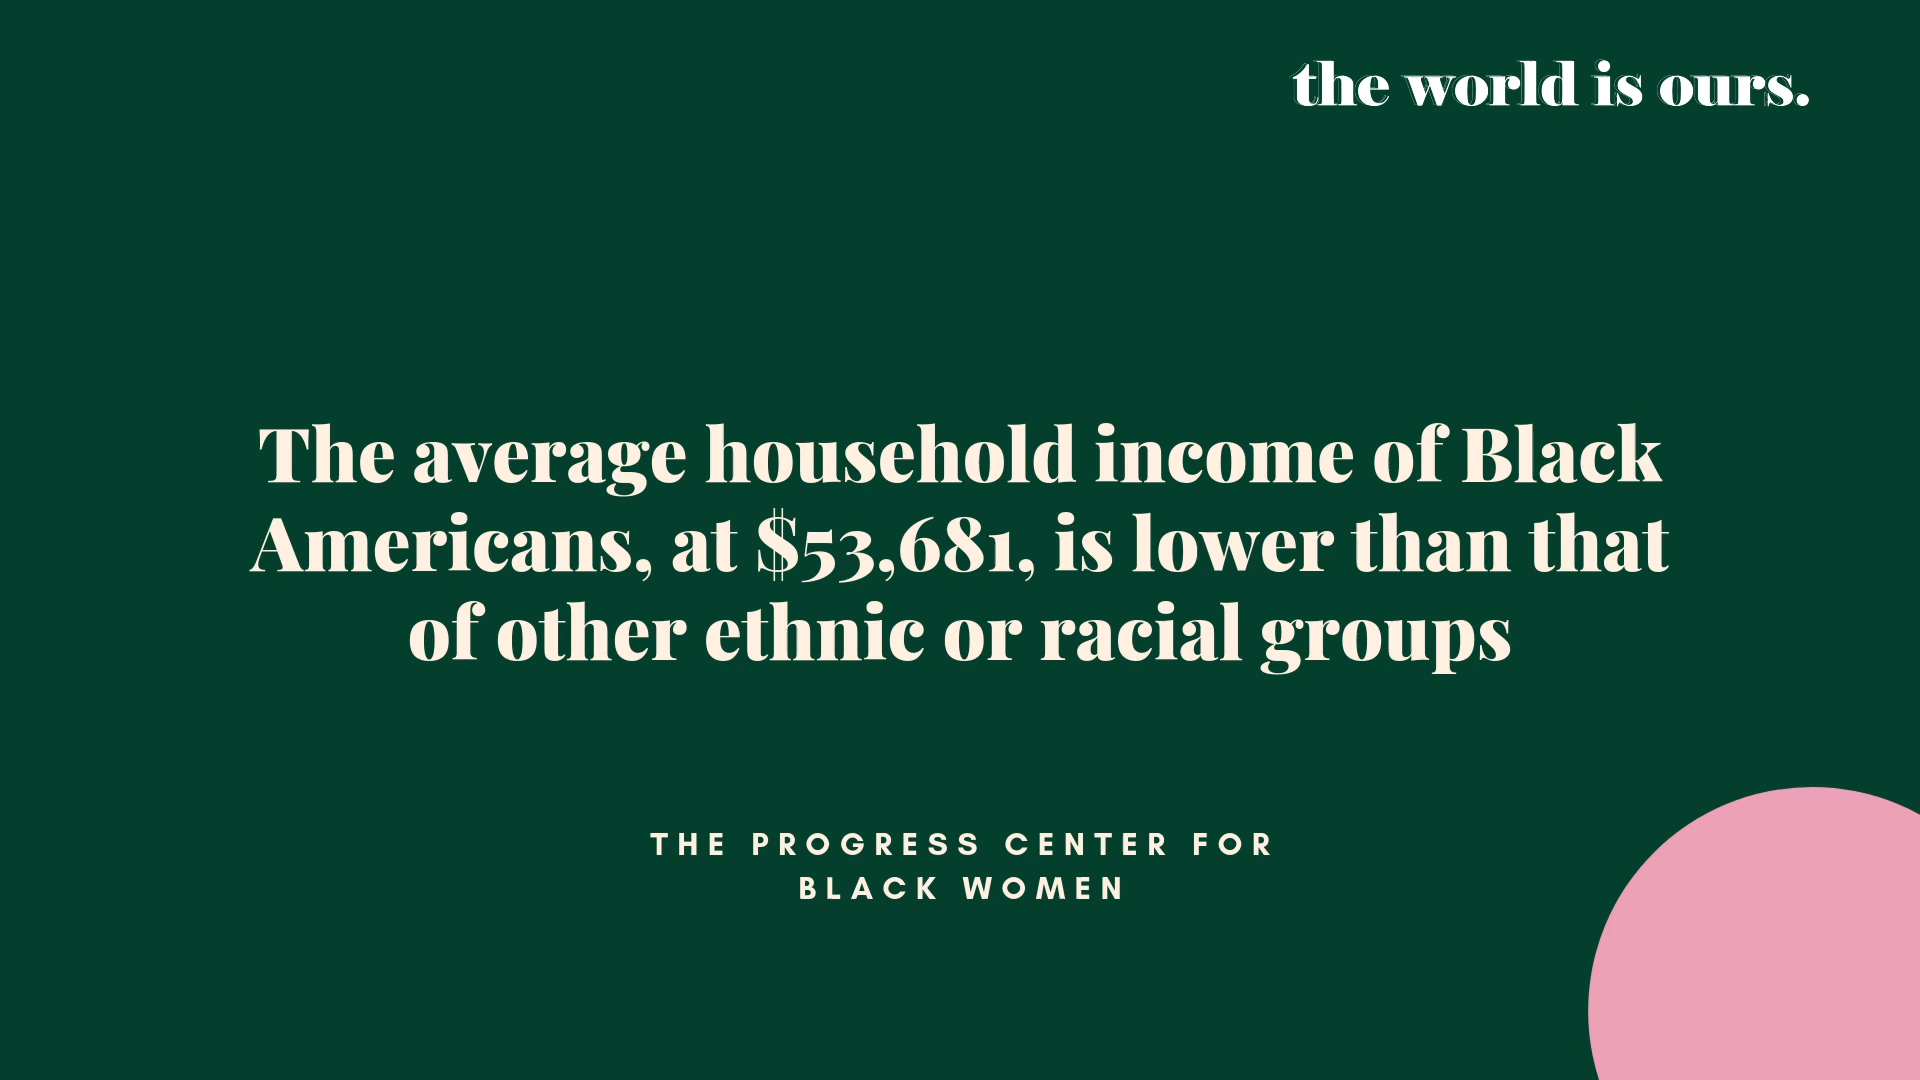 the world is ours.
The average household income of Black
Americans, at $53,681, is lower than that
of other ethnic or racial groups
THE PROGRESS CENTER FOR
BLACK WOMEN